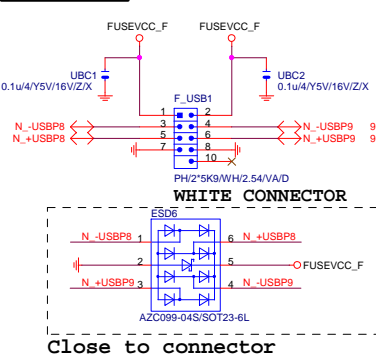 FUSEVCC_F FUSEVCC_F
UBC1 UBC2
0.1u/4/Y5V/16V/Z/X 0.1u/4/Y5V/16V/Z/X
F_USB1
1 2
N_-USBP8 3 4 N_-USBP9 9
N_+USBP8 5 6 N_+USBP9 9
7 8
10
PH/2*5K9/WH/2.54/VA/D
WHITE CONNECTOR
ESD6
N_-USBP8 1 6 N_+USBP8
2 5 FUSEVCC_F
N_+USBP9 3 4 N_-USBP9
AZC099-04S/SOT23-6L
Close to connector